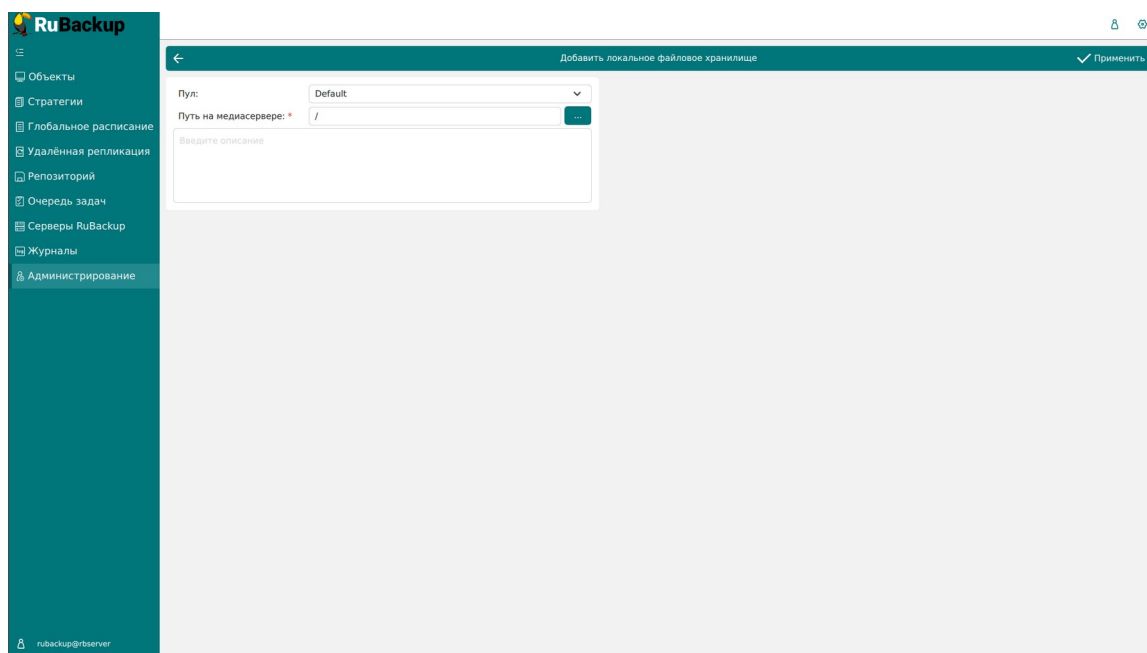 RuBackup
Добавить локальное файловое хранилище
Применить
Объекты
Стратегии
Глобальное расписание
Удалённая репликация
Репозиторий
Очередь задач
Серверы RuBackup
Журналы
Администрирование
Пул:
Default
Путь на медиасервере: *
/
...
Введите описание
rubackup@rbserver